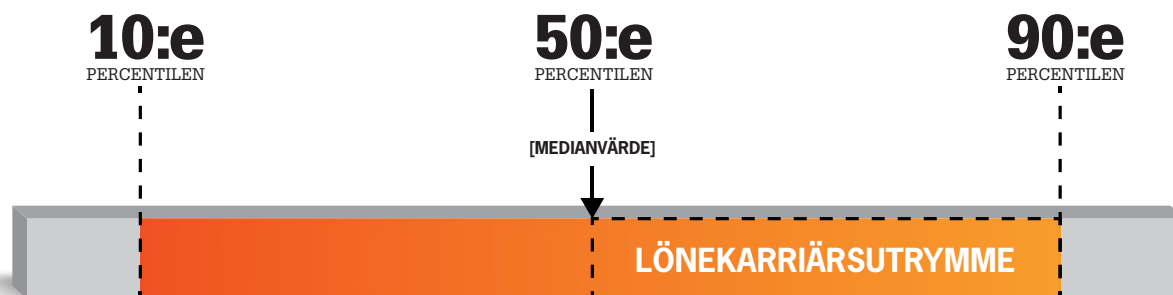 10:e
PERCENTILEN
50:e
PERCENTILEN
90:e
PERCENTILEN
[MEDIANVÄRDE]
LÖNEKARRIÄRSUTRYMME